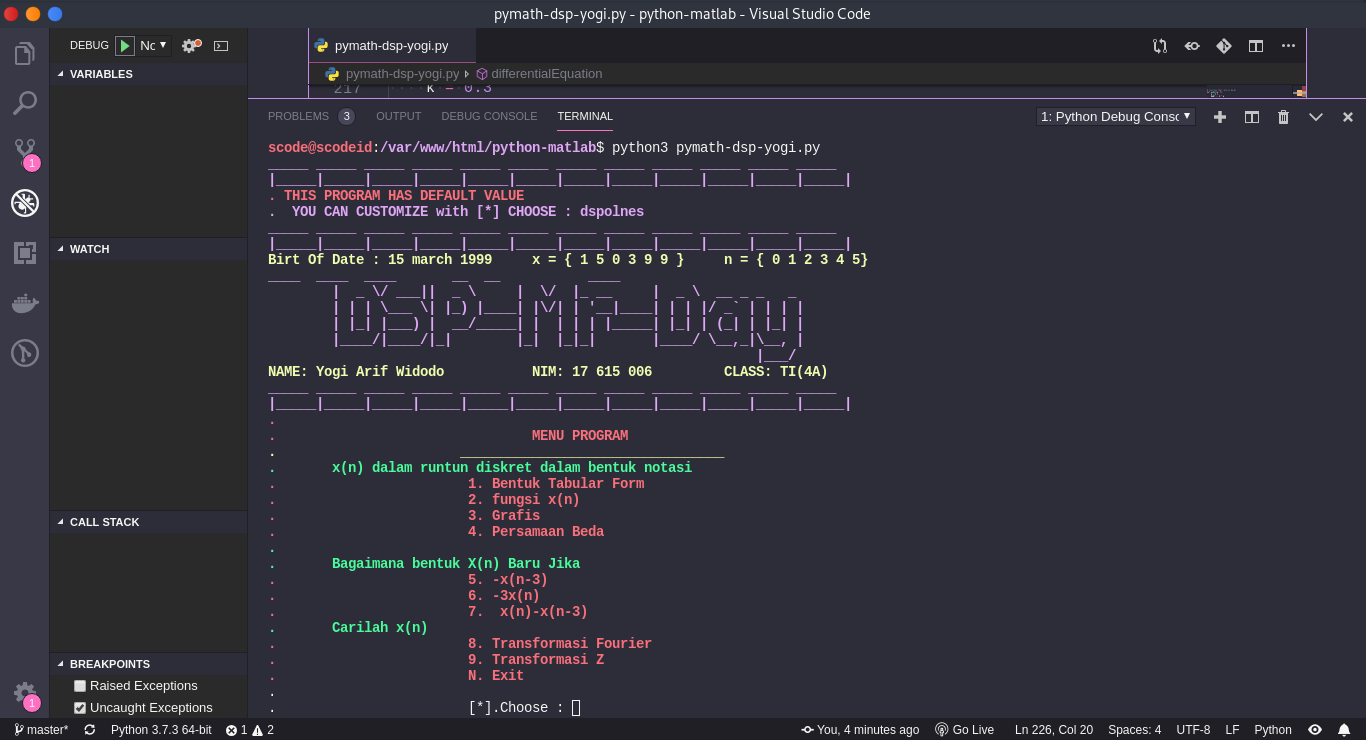 pymath-dsp-yogi.py - python-matlab - Visual Studio Code
DEBUG No
VARIABLES
WATCH
CALL STACK
BREAKPOINTS
Raised Exceptions
Uncaught Exceptions
1
1
pymath-dsp-yogi.py
pymath-dsp-yogi.py differentialEquation
217 k = 0.3
PROBLEMS 3 OUTPUT DEBUG CONSOLE TERMINAL
1: Python Debug Consc
scode@scodeid:/var/www/html/python-matlab$ python3 pymath-dsp-yogi.py
. THIS PROGRAM HAS DEFAULT VALUE
. YOU CAN CUSTOMIZE with [*] CHOOSE : dspolnes
Birt Of Date : 15 march 1999 x = { 1 5 0 3 9 9 } n = { 0 1 2 3 4 5}
DSP-Mr-Day
NAME: Yogi Arif Widodo NIM: 17 615 006 CLASS: TI(4A)
.
. MENU PROGRAM
.
. x(n) dalam runtun diskret dalam bentuk notasi
. 1. Bentuk Tabular Form
. 2. fungsi x(n)
. 3. Grafis
. 4. Persamaan Beda
.
. Bagaimana bentuk X(n) Baru Jika
. 5. -x(n-3)
. 6. -3x(n)
. 7. x(n)-x(n-3)
. Carilah x(n)
. 8. Transformasi Fourier
. 9. Transformasi Z
. N. Exit
.
. [*].Choose :
master* Python 3.7.3 64-bit 1 2 You, 4 minutes ago Go Live Ln 226, Col 20 Spaces: 4 UTF-8 LF Python